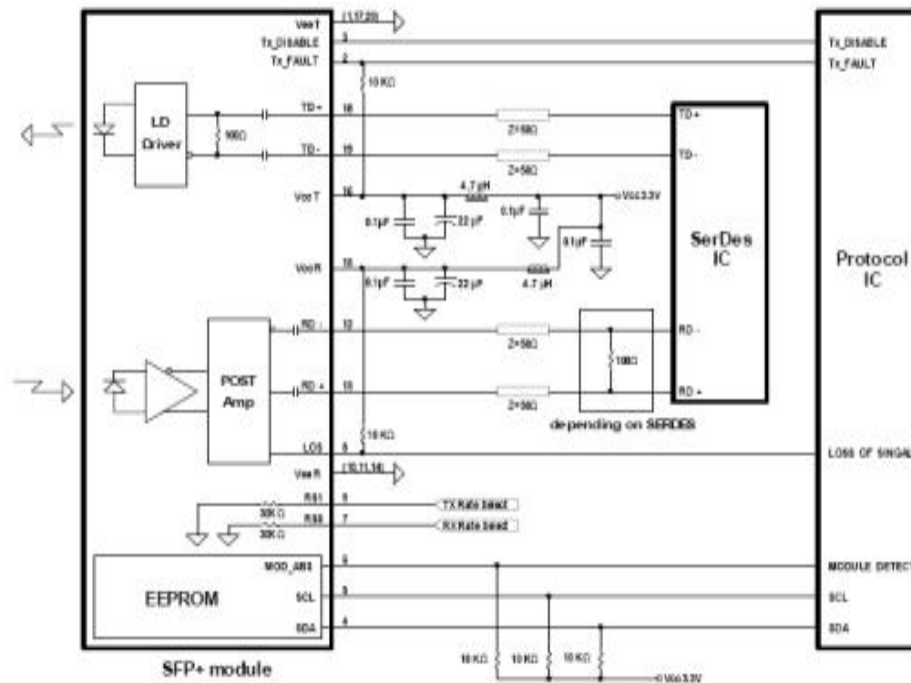 VeeT
(1,17,20)
Tx_DISABLE
3
Tx_DISABLE
Tx_FAULT
2
Tx_FAULT
10 KΩ
LD
Driver
100Ω
TD+
18
Z=50Ω
TD+
TD-
19
Z=50Ω
TD-
VccT
16
4.7 µH
Vcc3.3V
0.1µF
22 µF
0.1µF
0.1µF
SerDes
IC
Protocol
IC
VccR
0.1µF
22 µF
4.7 µH
RD -
12
Z=50Ω
RD -
POST
Amp
100Ω
RD +
13
Z=50Ω
RD +
depending on SERDES
10 KΩ
LOS
8
LOSS OF SINGAL
VeeR
(10,11,14)
RS1
9
TX Rate Select
30KΩ
RS0
7
RX Rate Select
30KΩ
EEPROM
MOD_ABS
6
MODULE DETECT
SCL
5
SCL
SDA
4
SDA
10 KΩ
10 KΩ
10 KΩ
Vcc3.3V
SFP+ module